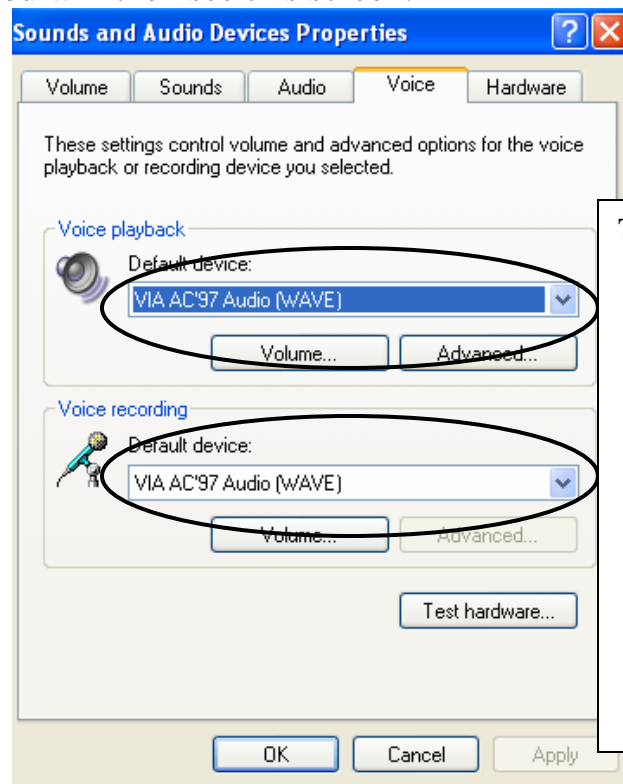 Sounds and Audio Devices Properties
Volume Sounds Audio Voice Hardware
These settings control volume and advanced options for the voice
playback or recording device you selected.
Voice playback
Default device:
VIA AC'97 Audio (WAVE)
Volume... Advanced...
Voice recording
Default device:
VIA AC'97 Audio (WAVE)
Volume... Advanced...
Test hardware...
OK Cancel Apply